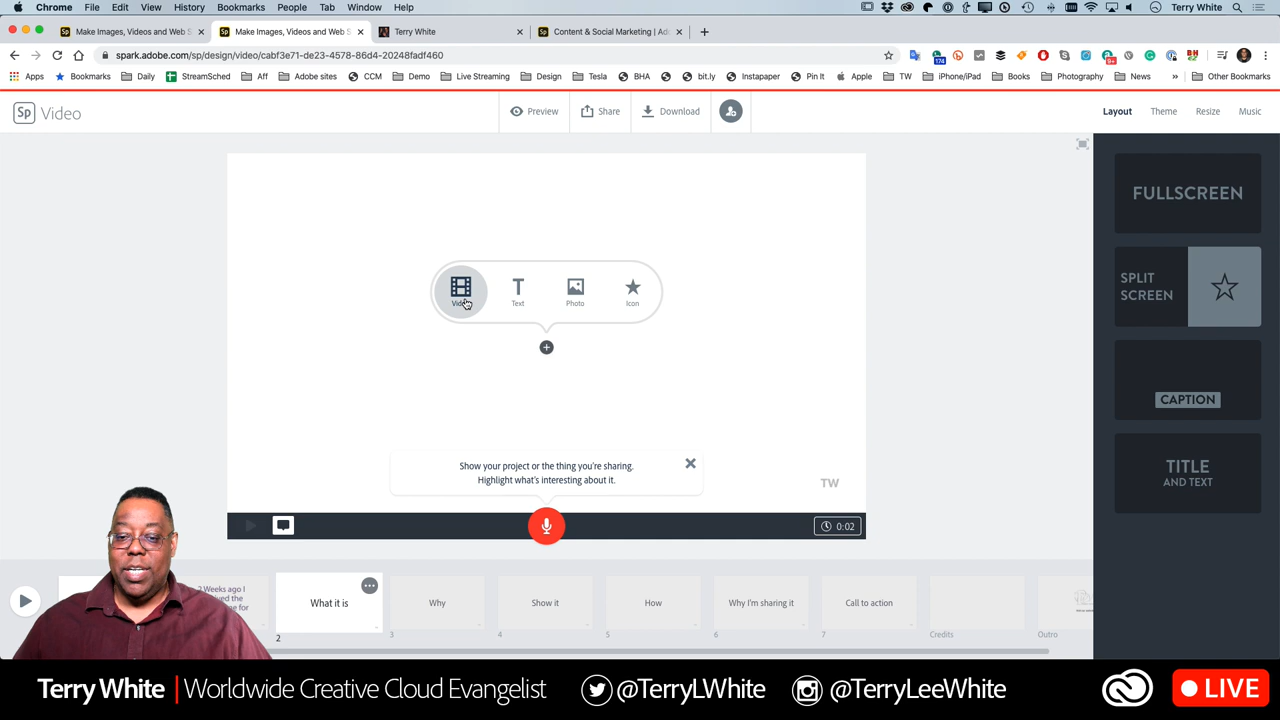 Chrome File Edit View History Bookmarks People Tab Window Help Terry White
Make Images, Videos and Web S Make Images, Videos and Web S Terry White Content & Social Marketing | Ad
spark.adobe.com/sp/design/video/cabf3e71-de23-4578-86d4-20248fadf460
174 9+
Apps Bookmarks Daily StreamSched Aff Adobe sites CCM Demo Live Streaming Design Tesla BHA bit.ly Instapaper Pin It Apple TW iPhone/iPad Books Photography News » Other Bookmarks
Sp Video Preview Share Download Layout Theme Resize Music
FULLSCREEN
SPLIT
SCREEN
CAPTION
TITLE
AND TEXT
Video Text Photo Icon
Show your project or the thing you're sharing.
Highlight what's interesting about it.
TW
0:02
2 Weeks ago I
What it is Why Show it How Why I'm sharing it Call to action
2 3 4 5 6 7 Credits Outro
Terry White | Worldwide Creative Cloud Evangelist @TerryLWhite @TerryLeeWhite LIVE